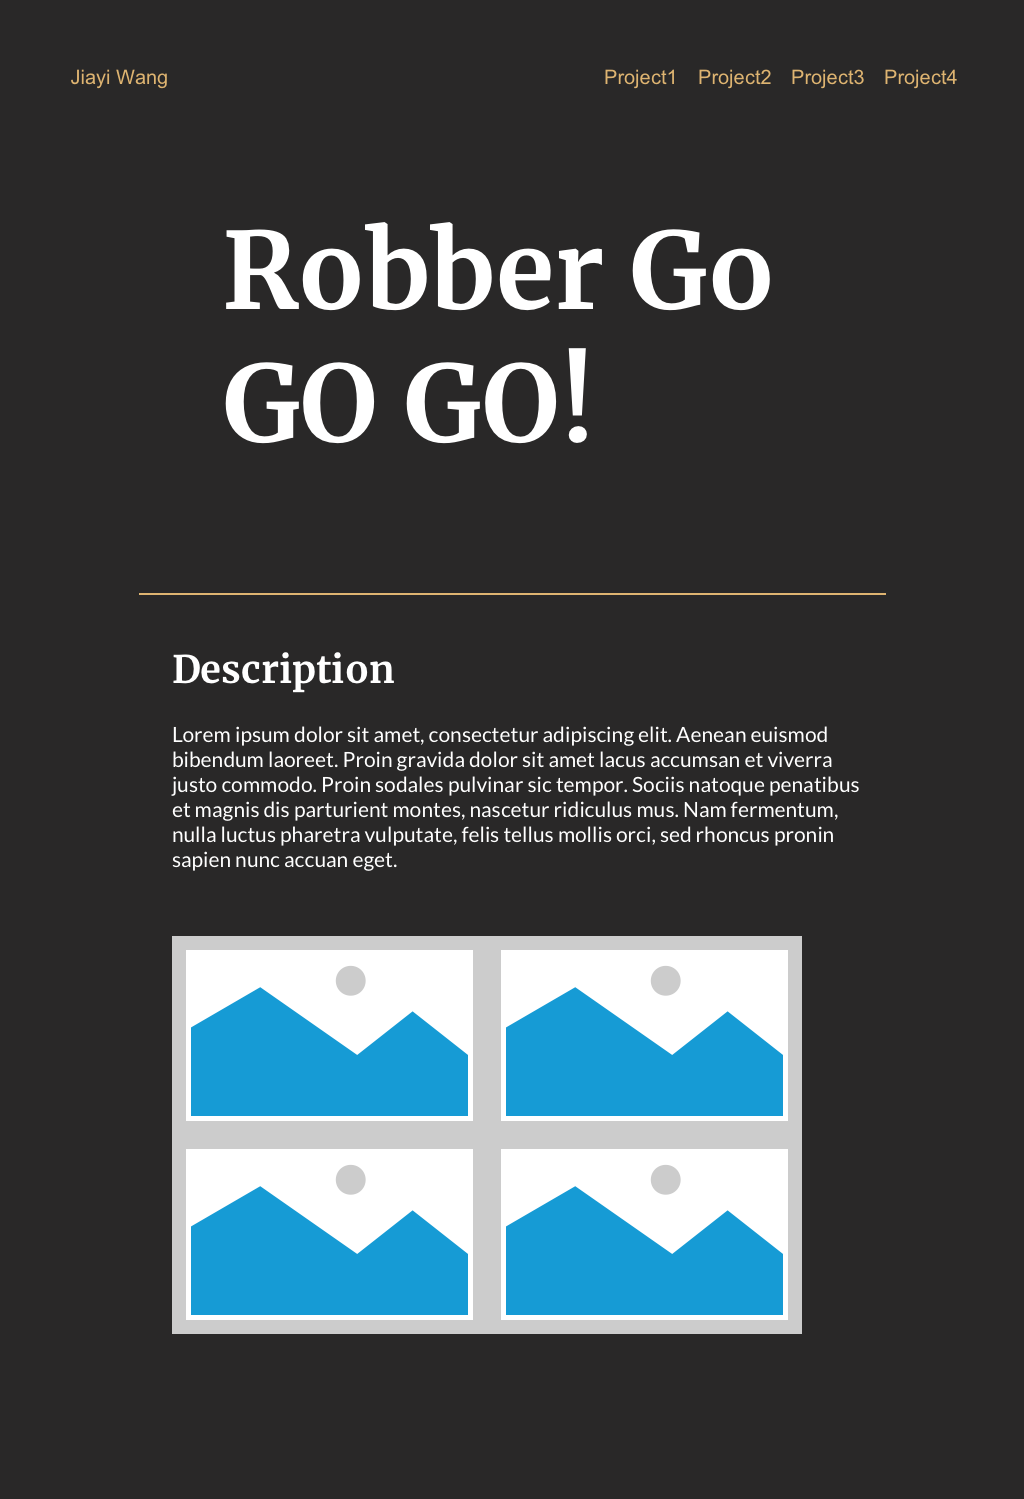 Jiayi Wang
Project1 Project2 Project3 Project4
Robber Go
GO GO!
Description
Lorem ipsum dolor sit amet, consectetur adipiscing elit. Aenean euismod
bibendum laoreet. Proin gravida dolor sit amet lacus accumsan et viverra
justo commodo. Proin sodales pulvinar sic tempor. Sociis natoque penatibus
et magnis dis parturient montes, nascetur ridiculus mus. Nam fermentum,
nulla luctus pharetra vulputate, felis tellus mollis orci, sed rhoncus pronin
sapien nunc accuan eget.